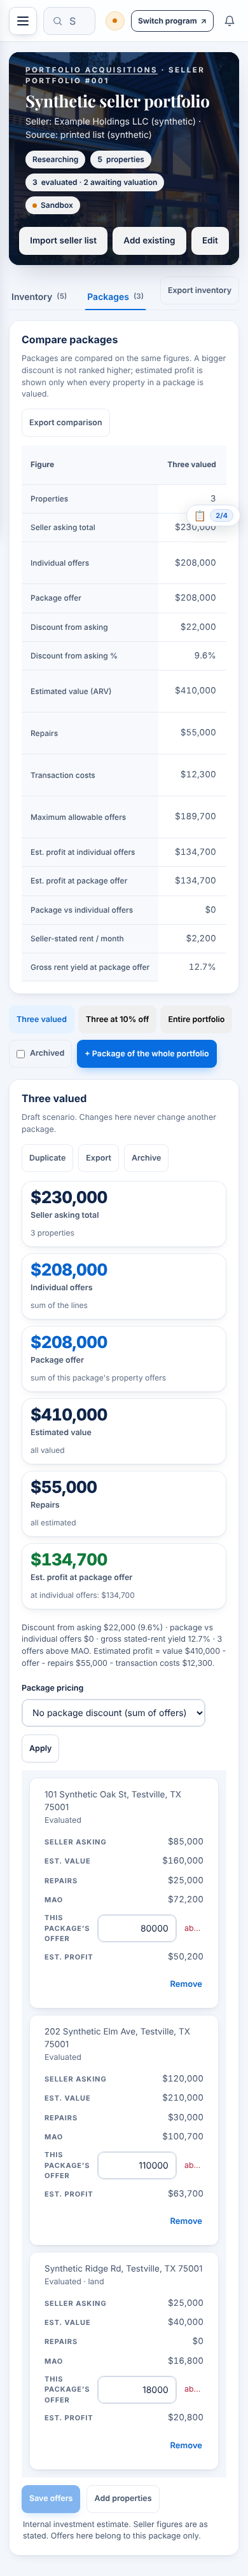 S
Switch program ↗
PORTFOLIO ACQUISITIONS · SELLER
PORTFOLIO #001
Synthetic seller portfolio
Seller: Example Holdings LLC (synthetic) ·
Source: printed list (synthetic)
Researching
5 properties
3 evaluated · 2 awaiting valuation
Sandbox
Import seller list
Add existing
Edit
Inventory (5)
Packages (3)
Export inventory
Compare packages
Packages are compared on the same figures. A bigger
discount is not ranked higher; estimated profit is
shown only when every property in a package is
valued.
Export comparison
Figure Three valued
Properties 3
2/4
Seller asking total $230,000
Individual offers $208,000
Package offer $208,000
Discount from asking $22,000
Discount from asking % 9.6%
Estimated value (ARV) $410,000
Repairs $55,000
Transaction costs $12,300
Maximum allowable offers $189,700
Est. profit at individual offers $134,700
Est. profit at package offer $134,700
Package vs individual offers $0
Seller-stated rent / month $2,200
Gross rent yield at package offer 12.7%
Three valued
Three at 10% off
Entire portfolio
Archived
+ Package of the whole portfolio
Three valued
Draft scenario. Changes here never change another
package.
Duplicate
Export
Archive
$230,000
Seller asking total
3 properties
$208,000
Individual offers
sum of the lines
$208,000
Package offer
sum of this package's property offers
$410,000
Estimated value
all valued
$55,000
Repairs
all estimated
$134,700
Est. profit at package offer
at individual offers: $134,700
Discount from asking $22,000 (9.6%) · package vs
individual offers $0 · gross stated-rent yield 12.7% · 3
offers above MAO. Estimated profit = value $410,000 -
offer - repairs $55,000 - transaction costs $12,300.
Package pricing
No package discount (sum of offers)
Apply
101 Synthetic Oak St, Testville, TX
75001
Evaluated
SELLER ASKING $85,000
EST. VALUE $160,000
REPAIRS $25,000
MAO $72,200
THIS
PACKAGE'S
OFFER
80000 ab...
EST. PROFIT $50,200
Remove
202 Synthetic Elm Ave, Testville, TX
75001
Evaluated
SELLER ASKING $120,000
EST. VALUE $210,000
REPAIRS $30,000
MAO $100,700
THIS
PACKAGE'S
OFFER
110000 ab...
EST. PROFIT $63,700
Remove
Synthetic Ridge Rd, Testville, TX 75001
Evaluated · land
SELLER ASKING $25,000
EST. VALUE $40,000
REPAIRS $0
MAO $16,800
THIS
PACKAGE'S
OFFER
18000 ab...
EST. PROFIT $20,800
Remove
Save offers
Add properties
Internal investment estimate. Seller figures are as
stated. Offers here belong to this package only.